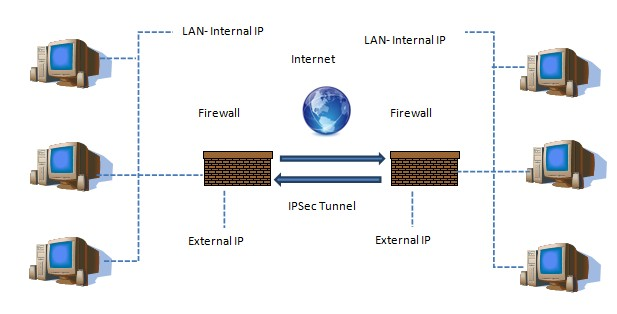 LAN- Internal IP
LAN- Internal IP
Internet
Firewall
Firewall
IPSec Tunnel
External IP
External IP